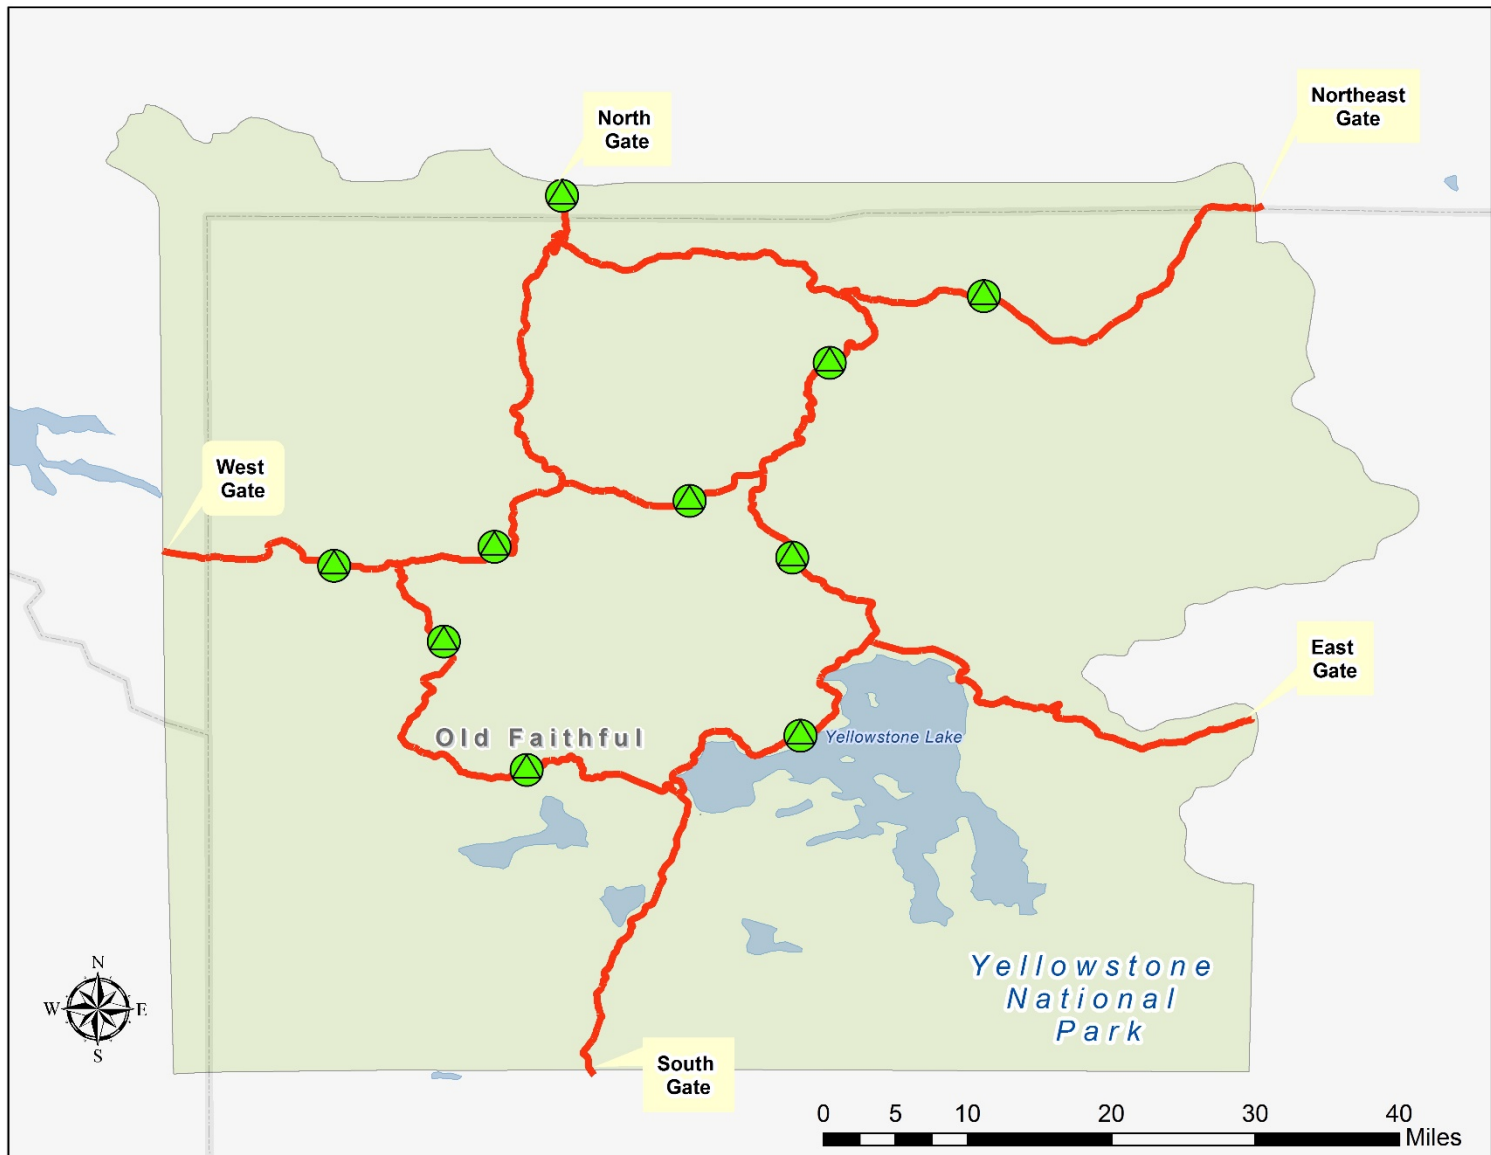 North
Gate
Northeast
Gate
West
Gate
East
Gate
Old Faithful
Yellowstone Lake
Yellowstone
National
Park
N
W
E
S
South
Gate
0 5 10 20 30 40
Miles